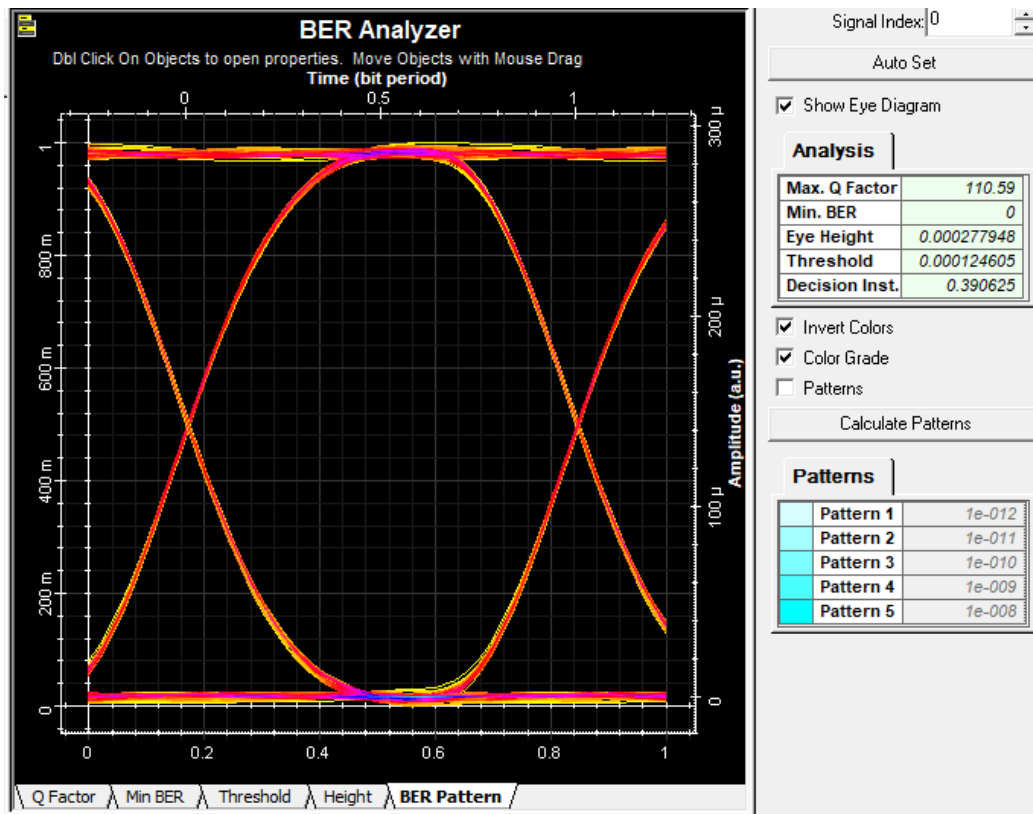 BER Analyzer
Dbl Click On Objects to open properties. Move Objects with Mouse Drag
Time (bit period)
0 0.5 1
1
800 m
600 m
400 m
200 m
0
300 µ
200 µ
100 µ
0
Amplitude (a.u.)
0 0.2 0.4 0.6 0.8 1
Q Factor Min BER Threshold Height BER Pattern
Signal Index: 0
Auto Set
Show Eye Diagram
Analysis
Max. Q Factor 110.59
Min. BER 0
Eye Height 0.000277948
Threshold 0.000124605
Decision Inst. 0.390625
Invert Colors
Color Grade
Patterns
Calculate Patterns
Patterns
Pattern 1 1e-012
Pattern 2 1e-011
Pattern 3 1e-010
Pattern 4 1e-009
Pattern 5 1e-008